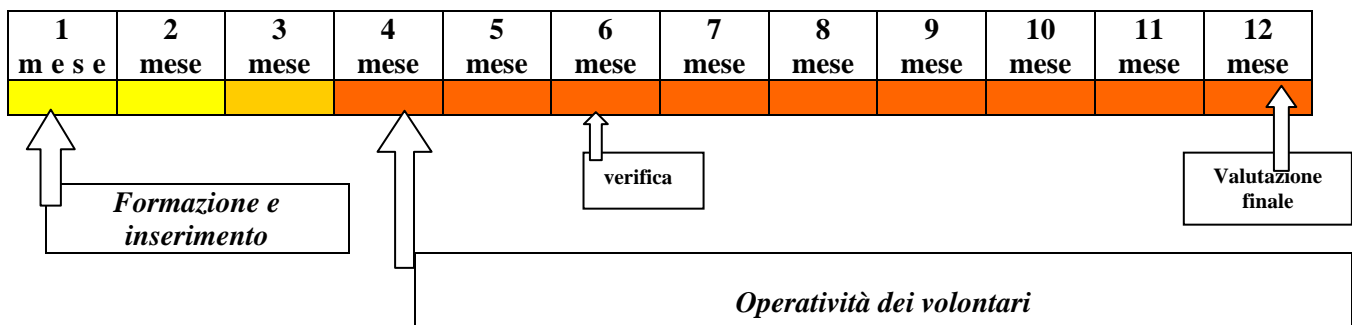 1 2 3 4 5 6 7 8 9 10 11 12
m e s e mese mese mese mese mese mese mese mese mese mese mese
verifica
Valutazione
finale
Formazione e
inserimento
Operatività dei volontari